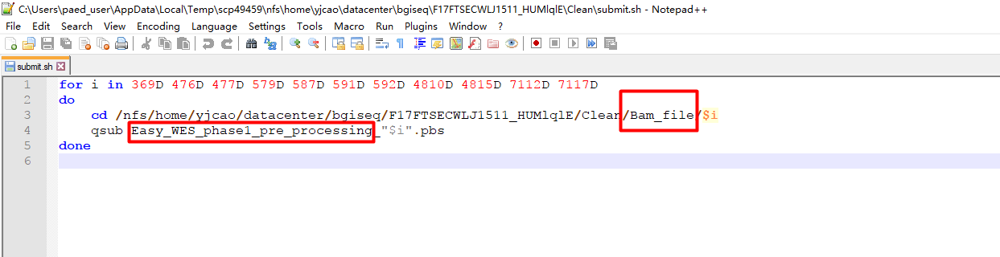 C:\Users\paed_user\AppData\Local\Temp\scp49459\nfs\home\yjcao\datacenter\bgiseq\F17FTSECWLJ1511_HUMlqlE\Clean\submit.sh - Notepad++
File Edit Search View Encoding Language Settings Tools Macro Run Plugins Window ?
submit.sh
1 for i in 369D 476D 477D 579D 587D 591D 592D 4810D 4815D 7112D 7117D
2 do
3 cd /nfs/home/yjcao/datacenter/bgiseq/F17FTSECWLJ1511_HUMlqlE/Clean/Bam_file/$i
4 qsub Easy_WES_phase1_pre_processing_"$i".pbs
5 done
6